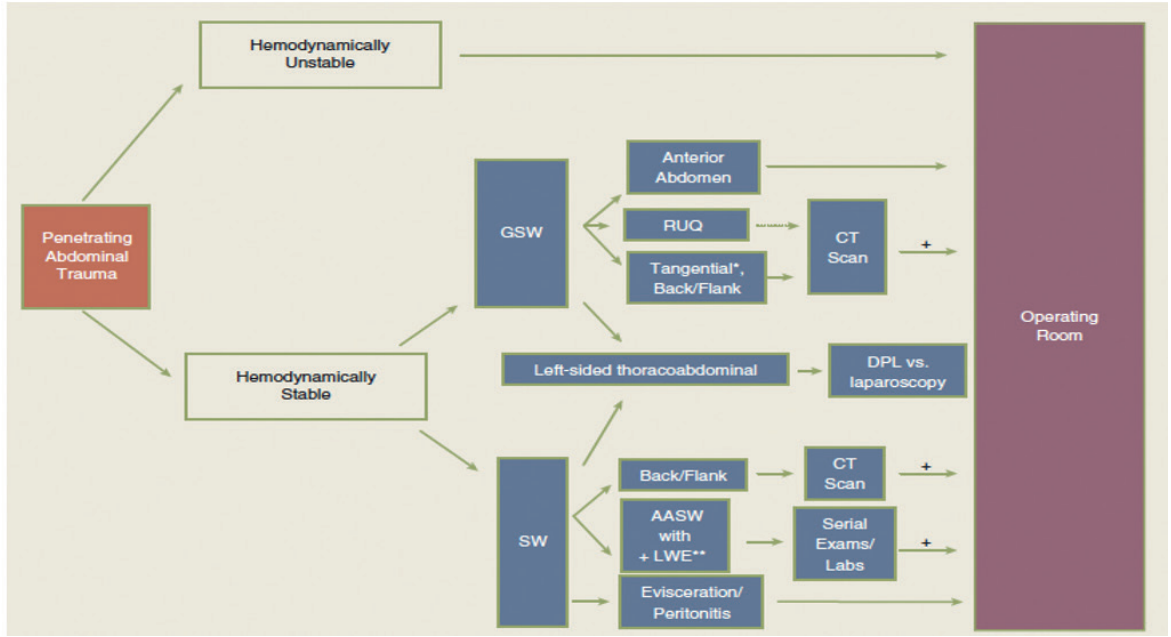 Hemodynamically
Unstable
Anterior
Abdomen
GSW
RUQ
CT
Scan
+
Tangential*,
Back/Flank
Penetrating
Abdominal
Trauma
Operating
Room
Left-sided thoracoabdominal
DPL vs.
laparoscopy
Hemodynamically
Stable
Back/Flank
CT
Scan
+
SW
AASW
with
+ LWE**
Serial
Exams/
Labs
+
Evisceration/
Peritonitis